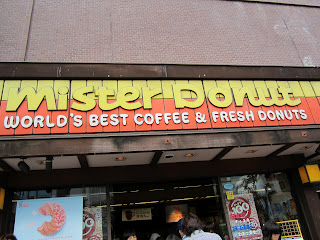 mister Donut
WORLD'S BEST COFFEE & FRESH DONUTS